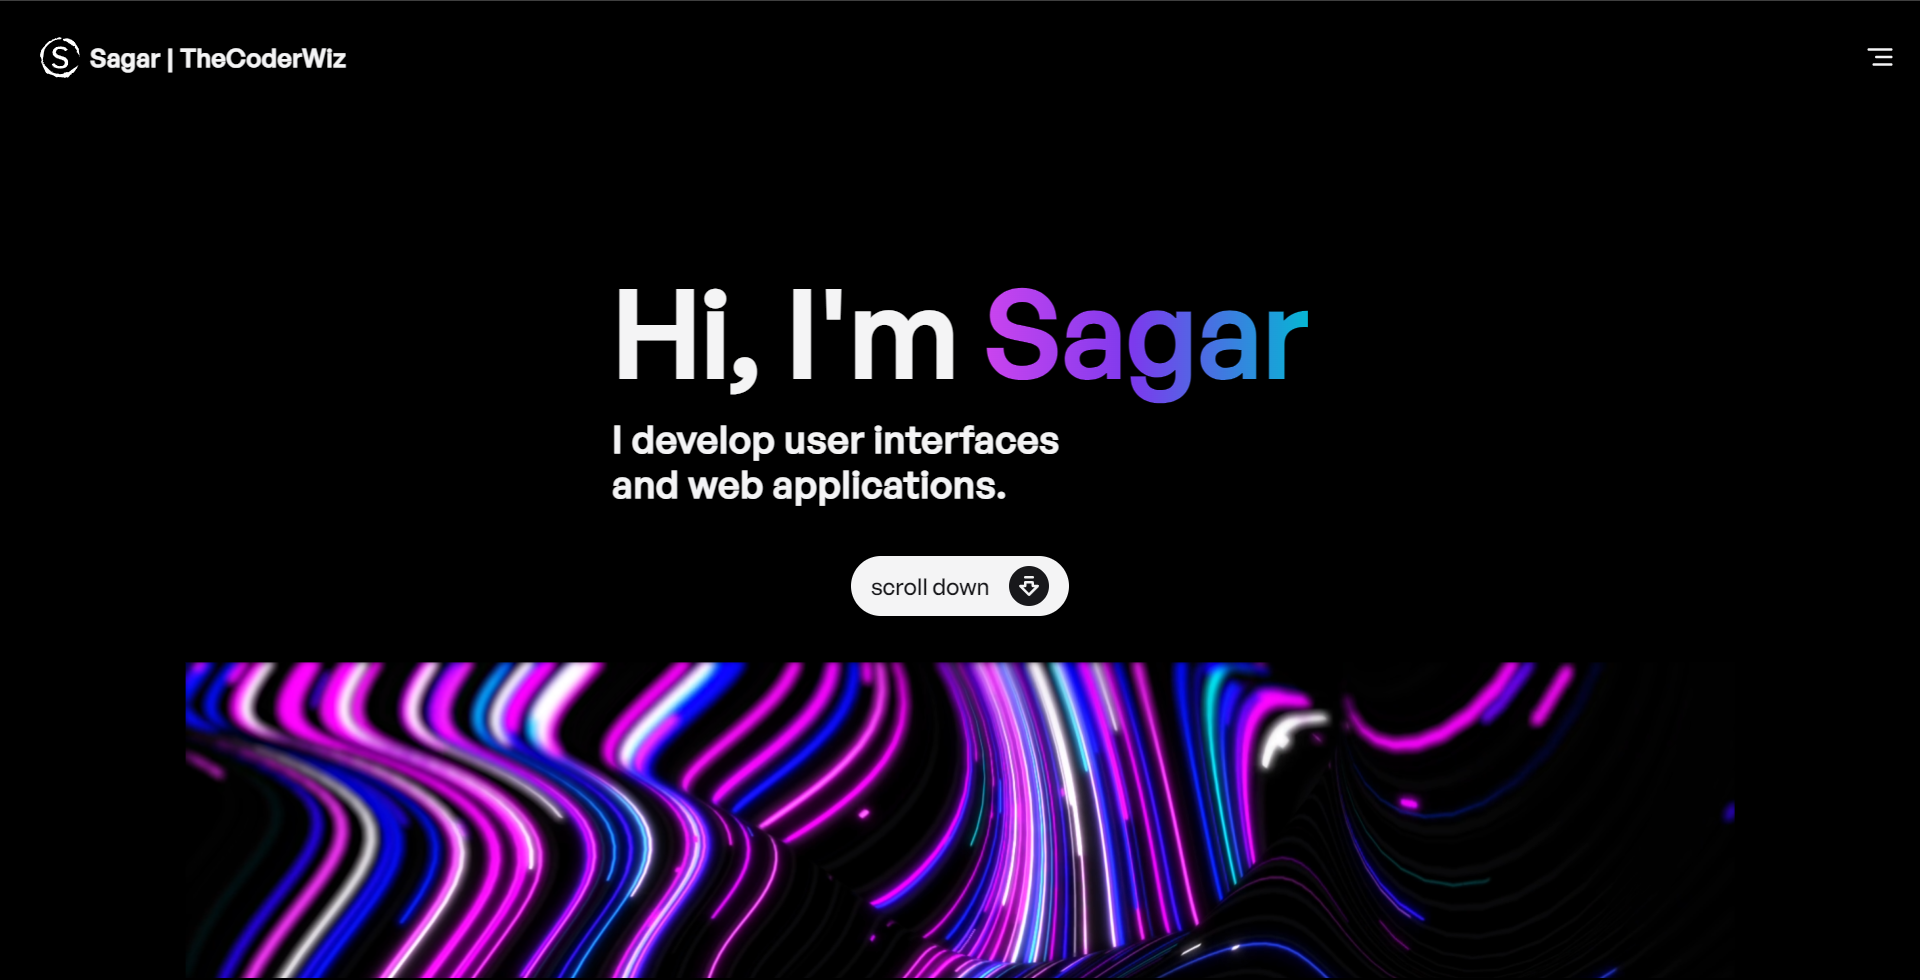 S Sagar | TheCoderWiz
Hi, I'm Sagar
I develop user interfaces
and web applications.
scroll down